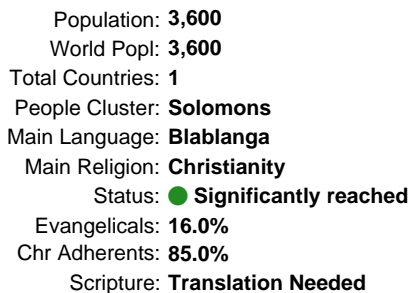 Population: 3,600
World Popl: 3,600
Total Countries: 1
People Cluster: Solomons
Main Language: Blablanga
Main Religion: Christianity
Status: Significantly reached
Evangelicals: 16.0%
Chr Adherents: 85.0%
Scripture: Translation Needed